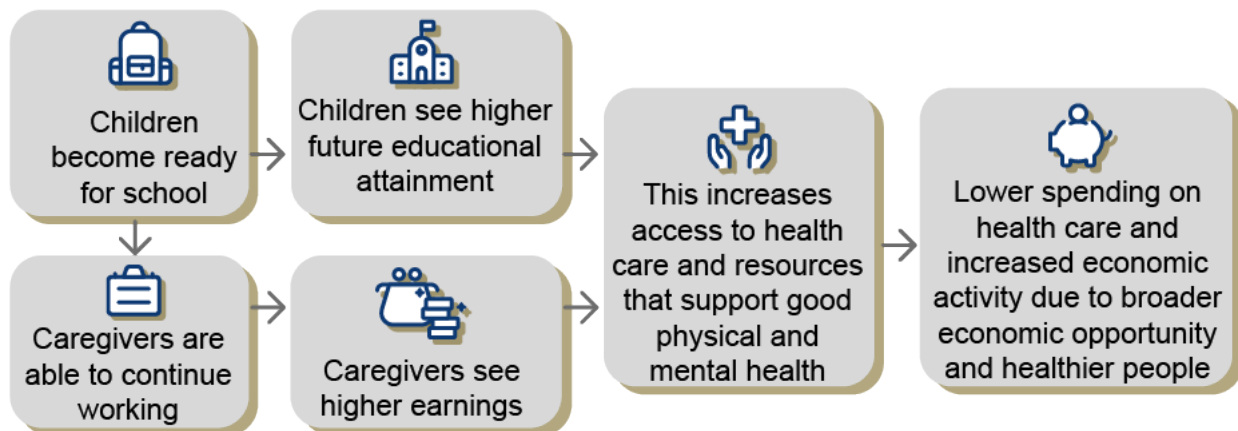 Children
become ready
for school
Children see higher
future educational
attainment
Caregivers are
able to continue
working
Caregivers see
higher earnings
This increases
access to health
care and resources
that support good
physical and
mental health
Lower spending on
health care and
increased economic
activity due to broader
economic opportunity
and healthier people